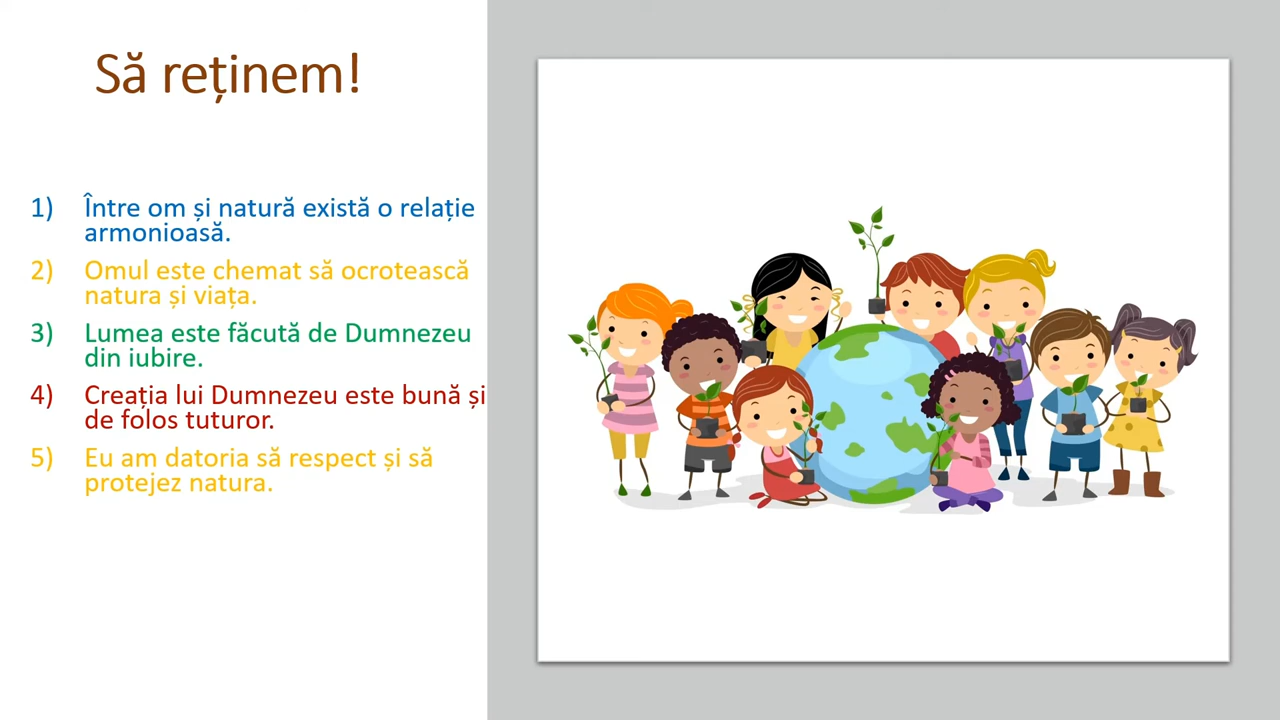 Să reținem!
1) Între om și natură există o relație
armonioasă.
2) Omul este chemat să ocrotească
natura și viața.
3) Lumea este făcută de Dumnezeu
din iubire.
4) Creația lui Dumnezeu este bună și
de folos tuturor.
5) Eu am datoria să respect și să
protejez natura.